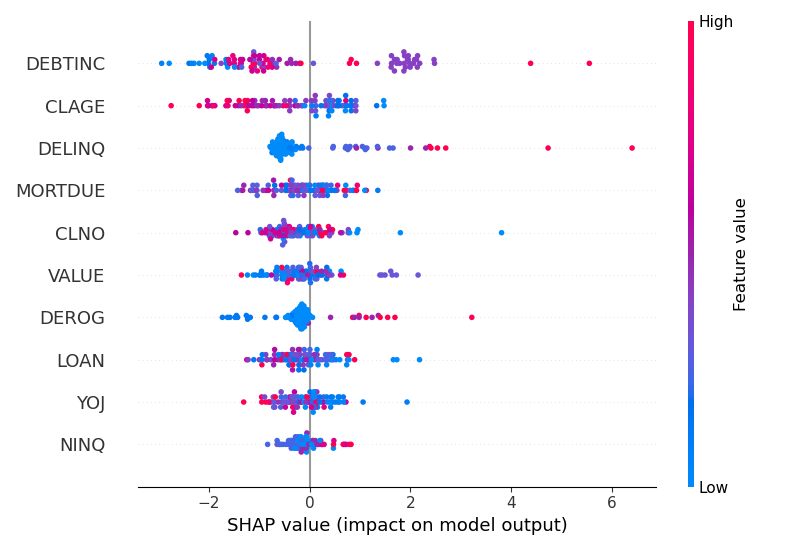 High
DEBTINC
CLAGE
DELINQ
MORTDUE
CLNO
VALUE
DEROG
LOAN
YOJ
NINQ
Feature value
Low
−2 0 2 4 6
SHAP value (impact on model output)